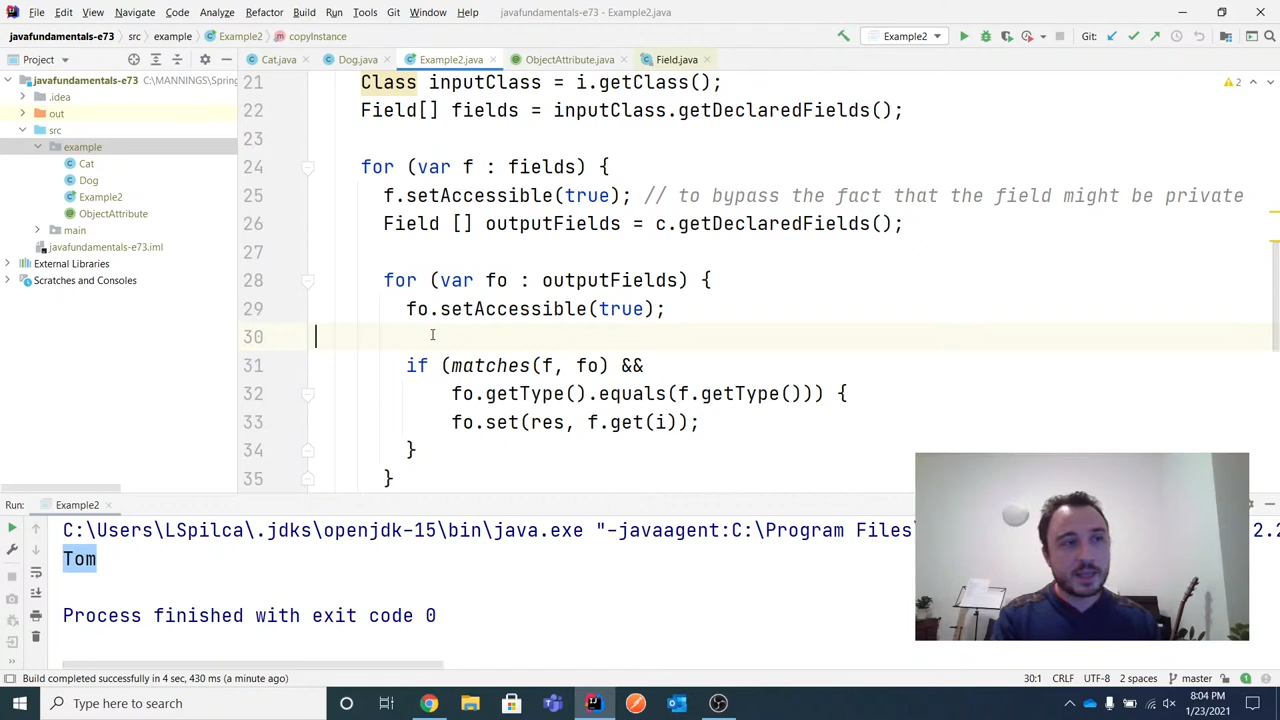 File Edit View Navigate Code Analyze Refactor Build Run Tools Git Window Help javafundamentals-e73 - Example2.java
javafundamentals-e73 src example Example2 copyInstance Example2 Git:
Project Cat.java Dog.java Example2.java ObjectAttribute.java Field.java
javafundamentals-e73 C:\MANNINGS\Spring
.idea
out
src
example
Cat
Dog
Example2
ObjectAttribute
main
javafundamentals-e73.iml
External Libraries
Scratches and Consoles
21 Class inputClass = i.getClass(); 2
22 Field[] fields = inputClass.getDeclaredFields();
23
24 for (var f : fields) {
25 f.setAccessible(true); // to bypass the fact that the field might be private
26 Field [] outputFields = c.getDeclaredFields();
27
28 for (var fo : outputFields) {
29 fo.setAccessible(true);
30
31 if (matches(f, fo) &&
32 fo.getType().equals(f.getType())) {
33 fo.set(res, f.get(i));
34 }
35 }
Run: Example2
C:\Users\LSpilca\.jdks\openjdk-15\bin\java.exe "-javaagent:C:\Program Files\ 2.2
Tom
Process finished with exit code 0
Build completed successfully in 4 sec, 430 ms (a minute ago) 30:1 CRLF UTF-8 2 spaces master
Type here to search 8:04 PM
1/23/2021